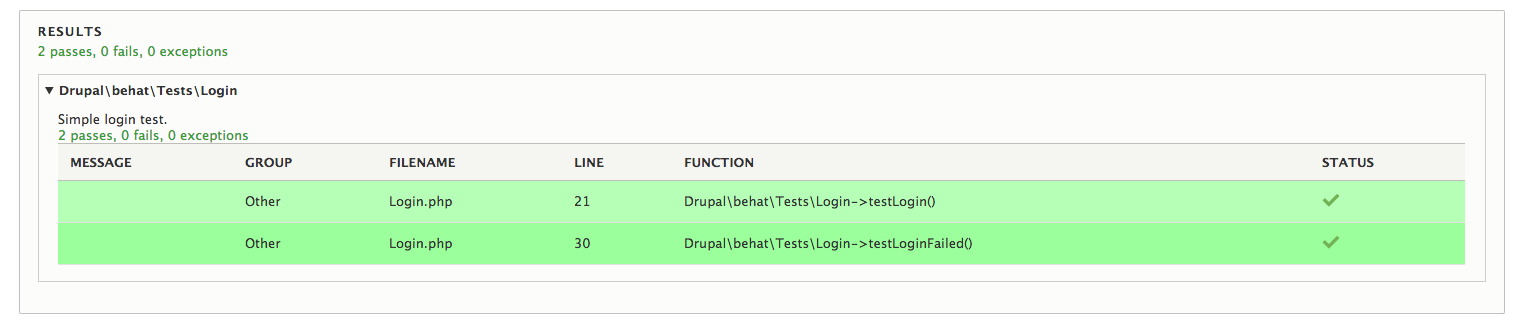 RESULTS
2 passes, 0 fails, 0 exceptions
Drupal\behat\Tests\Login
Simple login test.
2 passes, 0 fails, 0 exceptions
MESSAGE GROUP FILENAME LINE FUNCTION STATUS
Other Login.php 21 Drupal\behat\Tests\Login->testLogin()
Other Login.php 30 Drupal\behat\Tests\Login->testLoginFailed()